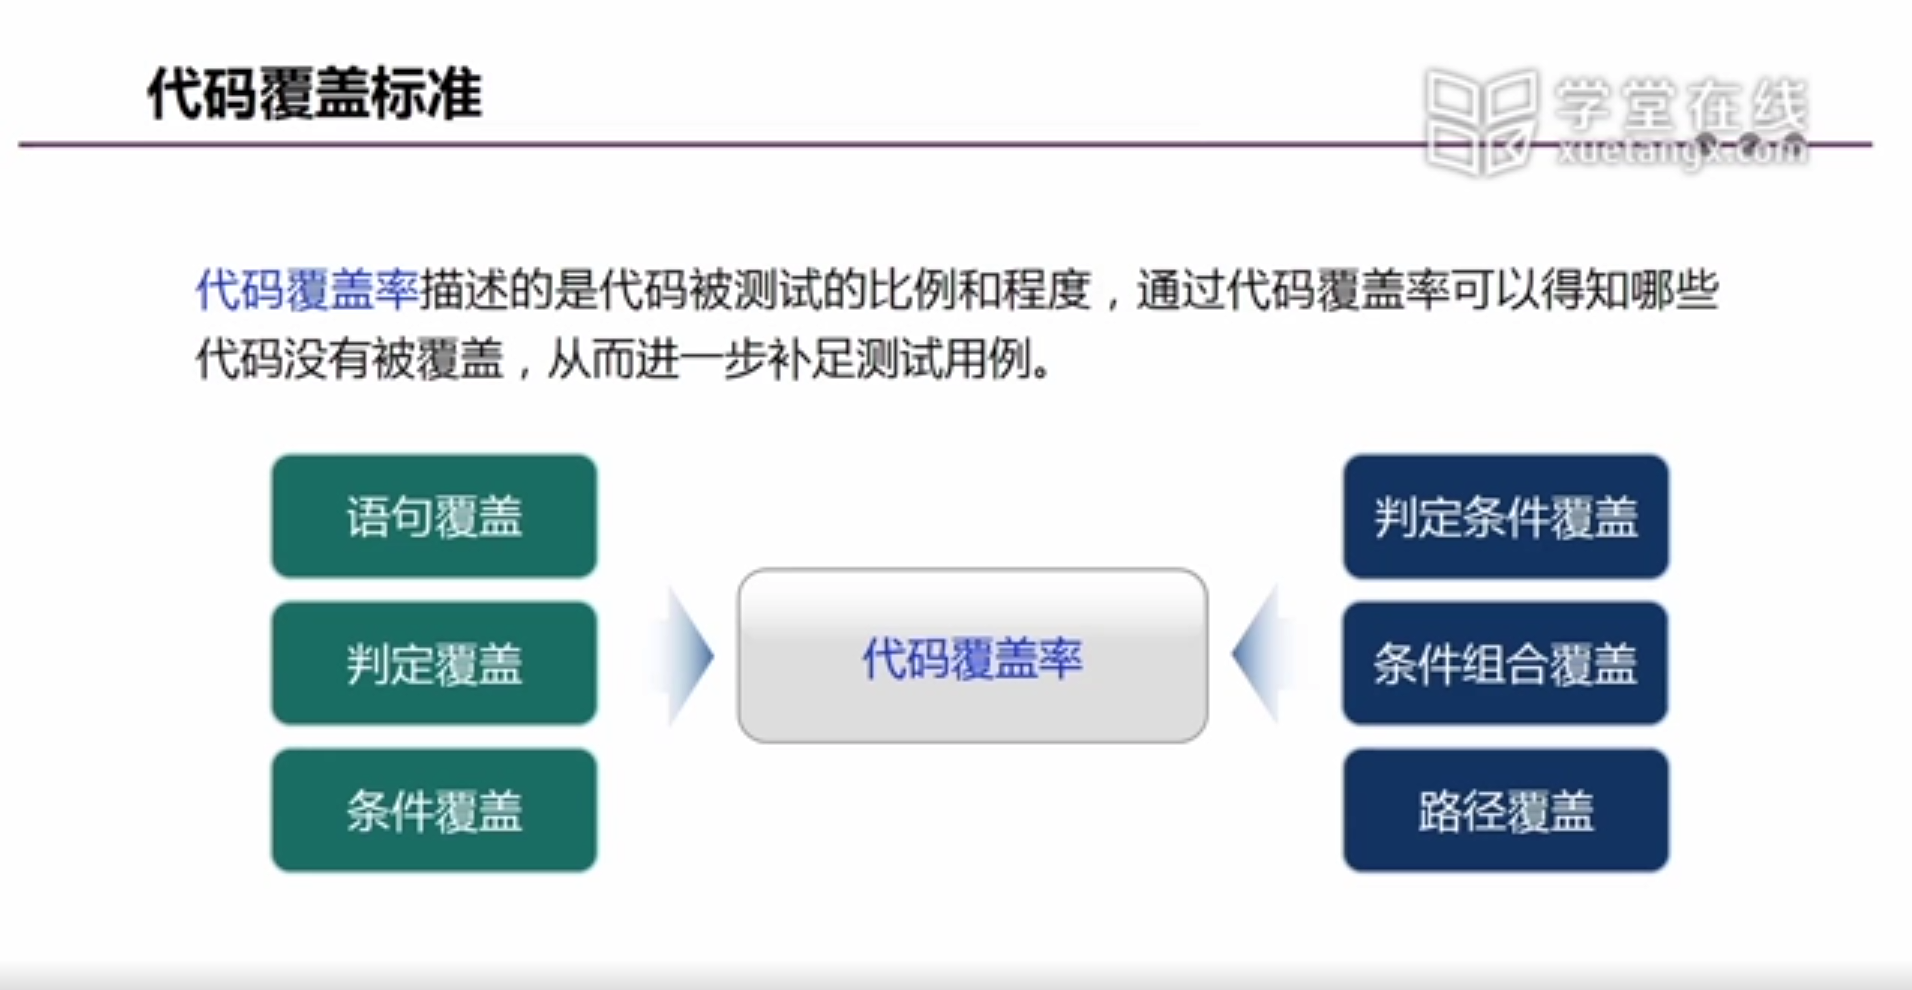 代码覆盖标准
学堂在线
xuetangx.com
代码覆盖率描述的是代码被测试的比例和程度，通过代码覆盖率可以得知哪些
代码没有被覆盖，从而进一步补足测试用例。
语句覆盖
判定覆盖
条件覆盖
代码覆盖率
判定条件覆盖
条件组合覆盖
路径覆盖